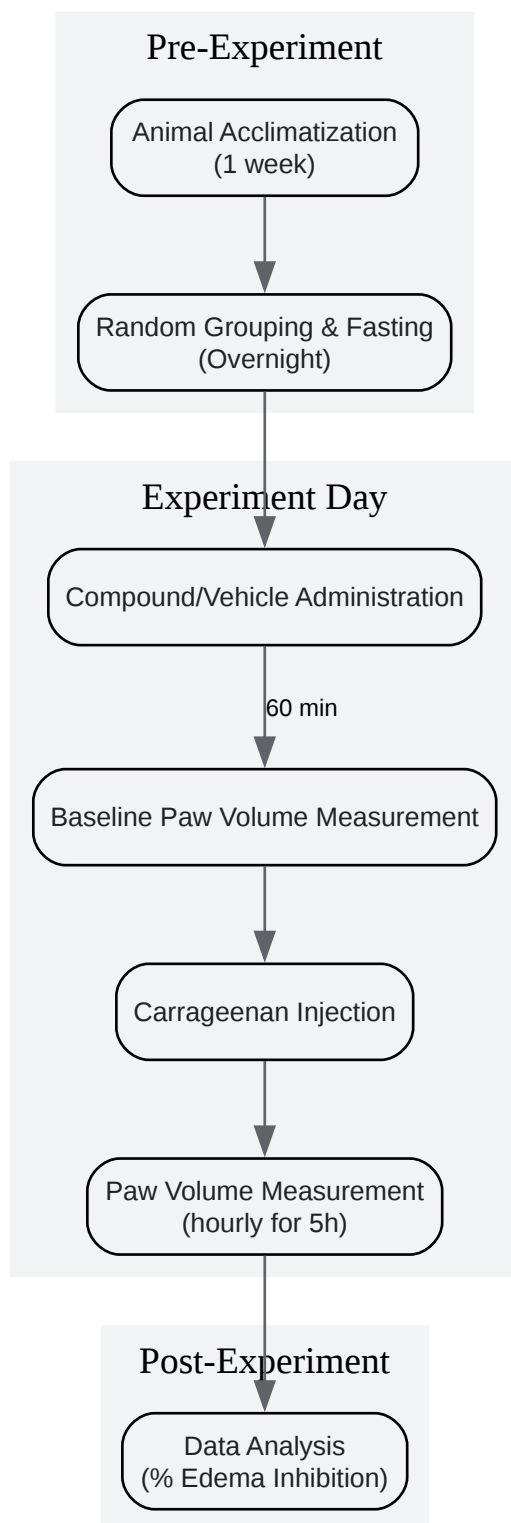 Pre-Experiment
Animal Acclimatization
(1 week)
Random Grouping & Fasting
(Overnight)
Experiment Day
Compound/Vehicle Administration
60 min
Baseline Paw Volume Measurement
Carrageenan Injection
Paw Volume Measurement
(hourly for 5h)
Post-Experiment
Data Analysis
(% Edema Inhibition)